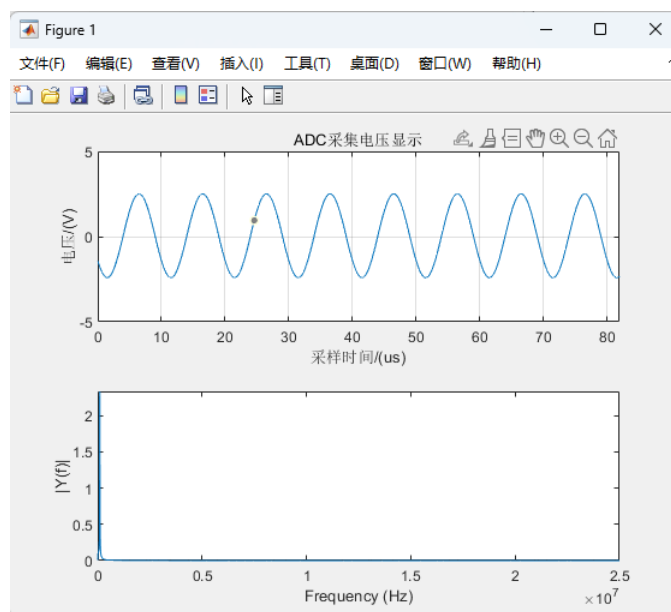 Figure 1
文件(F) 编辑(E) 查看(V) 插入(I) 工具(T) 桌面(D) 窗口(W) 帮助(H)
ADC采集电压显示
5
0
-5
电压/(V)
0 10 20 30 40 50 60 70 80
采样时间/(us)
2
1.5
1
0.5
0
|Y(f)|
0 0.5 1 1.5 2 2.5
Frequency (Hz)
×10^7